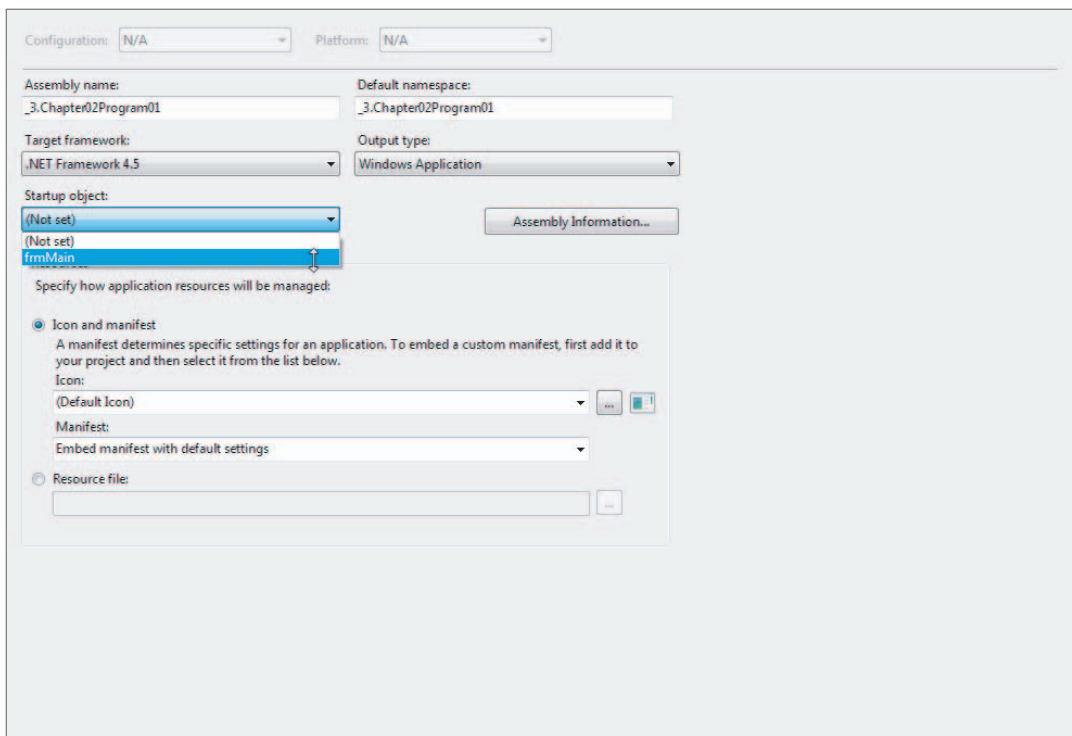 Configuration: N/A Platform: N/A
Assembly name: Default namespace:
_3.Chapter02Program01 _3.Chapter02Program01
Target framework: Output type:
.NET Framework 4.5 Windows Application
Startup object:
(Not set) Assembly Information...
(Not set)
frmMain
Resources
Specify how application resources will be managed:
Icon and manifest
A manifest determines specific settings for an application. To embed a custom manifest, first add it to
your project and then select it from the list below.
Icon:
(Default Icon) ...
Manifest:
Embed manifest with default settings
Resource file:
...